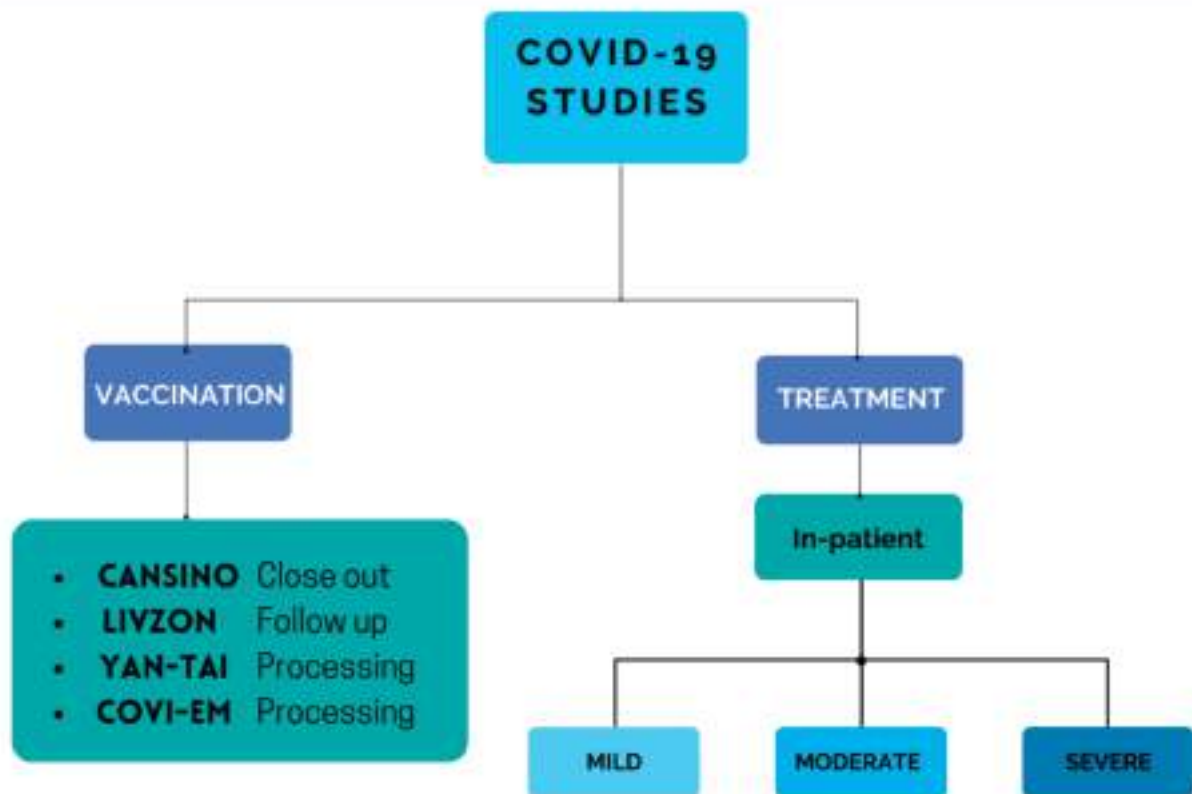 COVID-19
STUDIES
VACCINATION
TREATMENT
In-patient
• CANSINO Close out
• LIVZON Follow up
• YAN-TAI Processing
• COVI-EM Processing
MILD
MODERATE
SEVERE